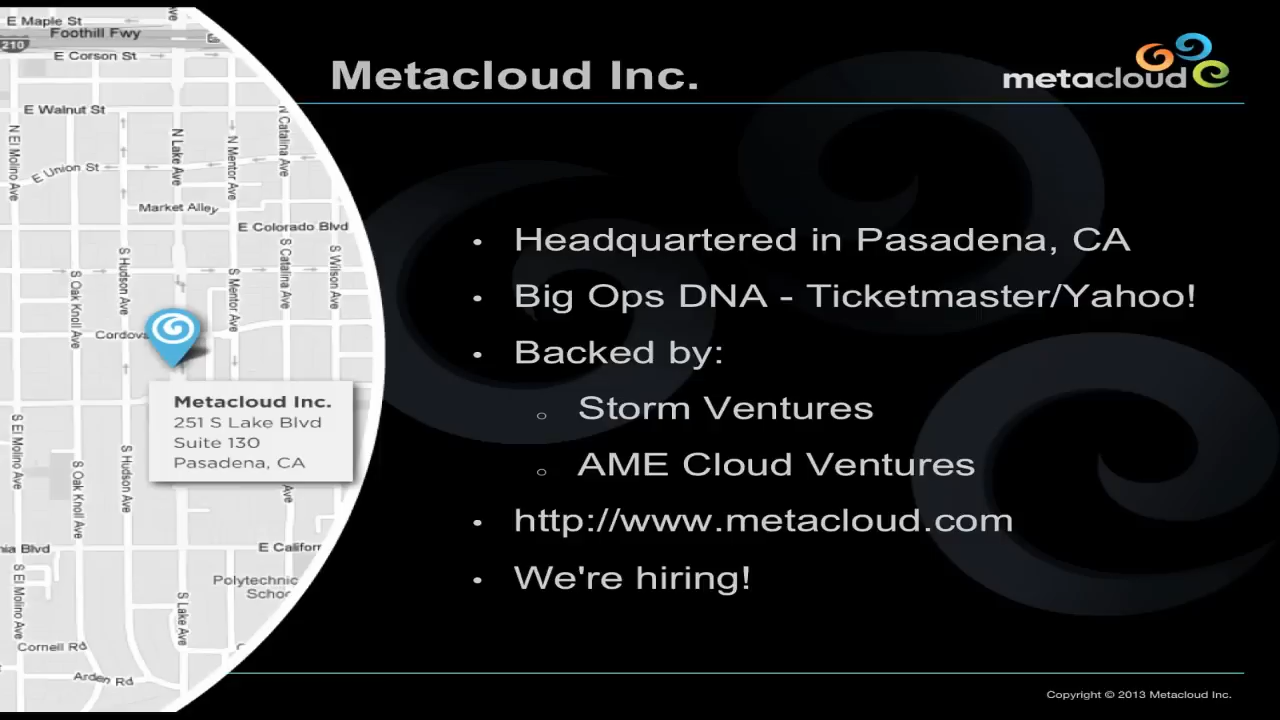 Metacloud Inc.
metacloud
• Headquartered in Pasadena, CA
• Big Ops DNA - Ticketmaster/Yahoo!
• Backed by:
o Storm Ventures
o AME Cloud Ventures
• http://www.metacloud.com
• We're hiring!
E Maple St
Foothill Fwy
210
E Corson St
E Walnut St
N El Molino Ave
N Lake Ave
N Mentor Ave
N Catalina Ave
E Union St
Market Alley
E Colorado Blvd
S Hudson Ave
S Oak Knoll Ave
S Mentor Ave
S Catalina Ave
S Wilson Ave
Cordova
Metacloud Inc.
251 S Lake Blvd
Suite 130
Pasadena, CA
S El Molino Ave
S Oak Knoll Ave
S Hudson Ave
Ave
nia Blvd
E Califor
Polytechnic
Schoo
S El Molino Ave
S Lake Ave
Cornell Rd
Arden Rd
Copyright © 2013 Metacloud Inc.